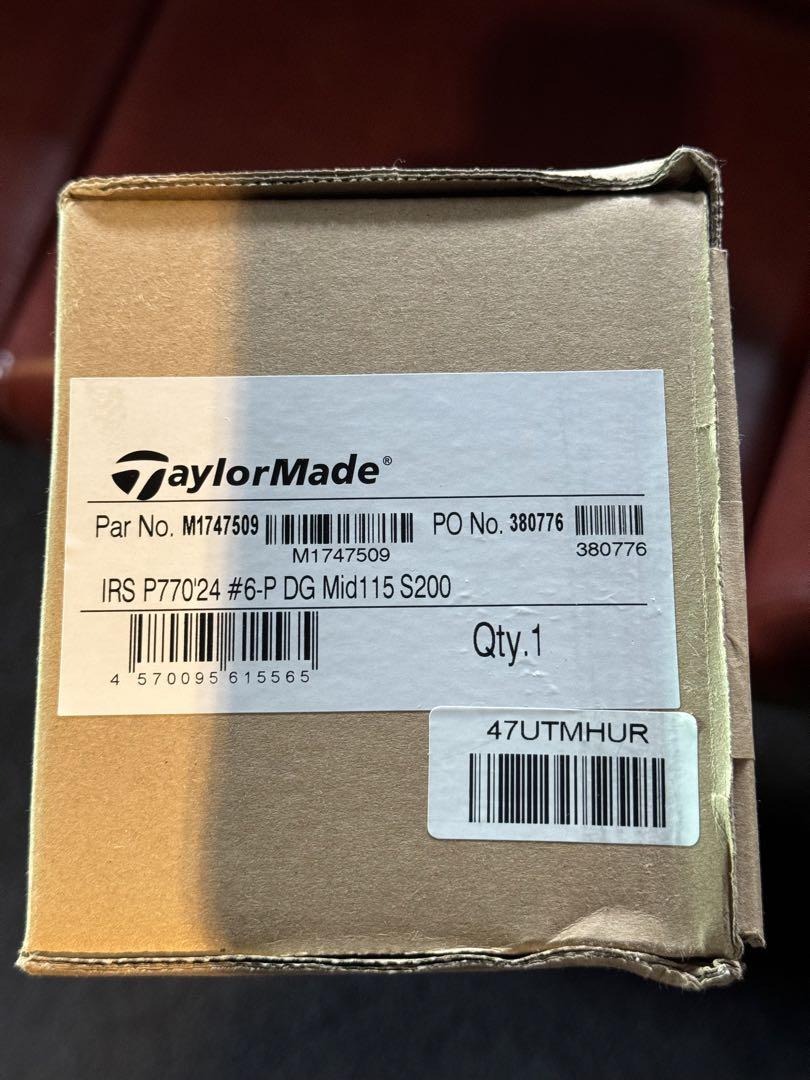 TaylorMade®
Par No. M1747509 PO No. 380776
M1747509 380776
IRS P770'24 #6-P DG Mid115 S200
Qty.1
4 570095 615565
47UTMHUR